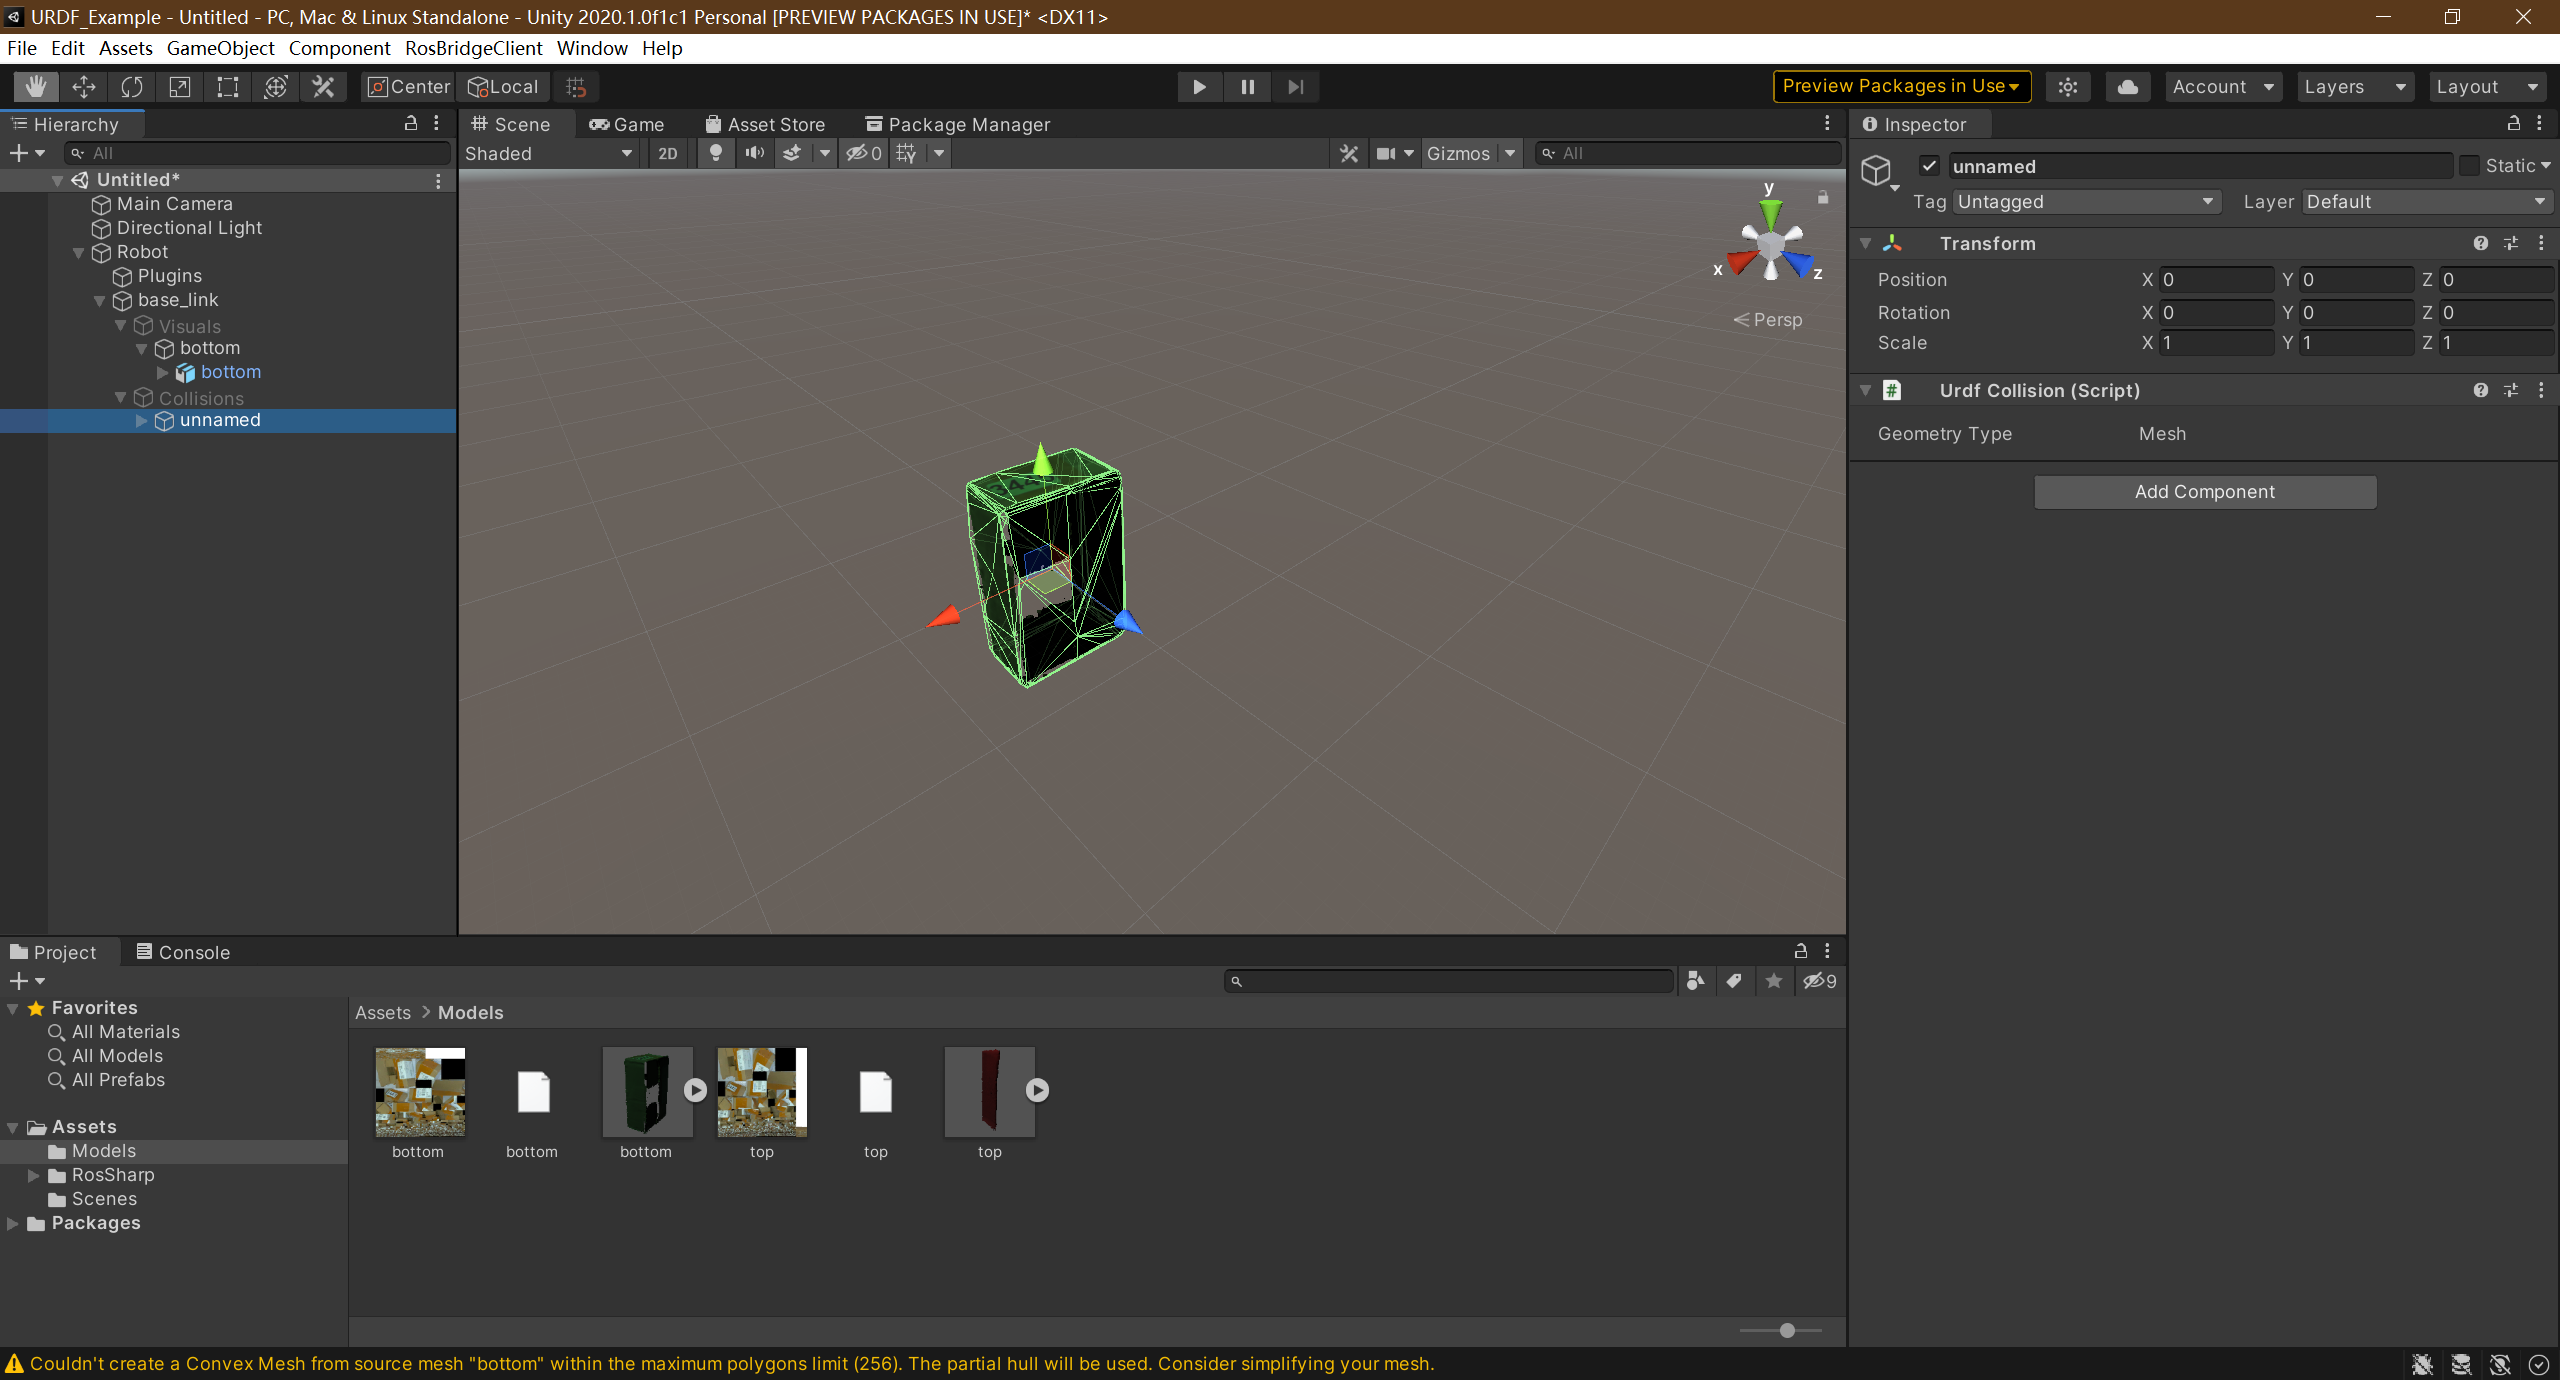 URDF_Example - Untitled - PC, Mac & Linux Standalone - Unity 2020.1.0f1c1 Personal [PREVIEW PACKAGES IN USE]* <DX11>
File Edit Assets GameObject Component RosBridgeClient Window Help
Center Local Preview Packages in Use Account Layers Layout
Hierarchy
All
Untitled*
Main Camera
Directional Light
Robot
Plugins
base_link
Visuals
bottom
bottom
Collisions
unnamed
Scene Game Asset Store Package Manager
Shaded 2D 0 Gizmos All
y
x
z
Persp
Inspector
unnamed Static
Tag Untagged Layer Default
Transform
Position X 0 Y 0 Z 0
Rotation X 0 Y 0 Z 0
Scale X 1 Y 1 Z 1
Urdf Collision (Script)
Geometry Type Mesh
Add Component
Project Console
9
Favorites
All Materials
All Models
All Prefabs
Assets
Models
RosSharp
Scenes
Packages
Assets > Models
bottom bottom bottom top top top
Couldn't create a Convex Mesh from source mesh "bottom" within the maximum polygons limit (256). The partial hull will be used. Consider simplifying your mesh.